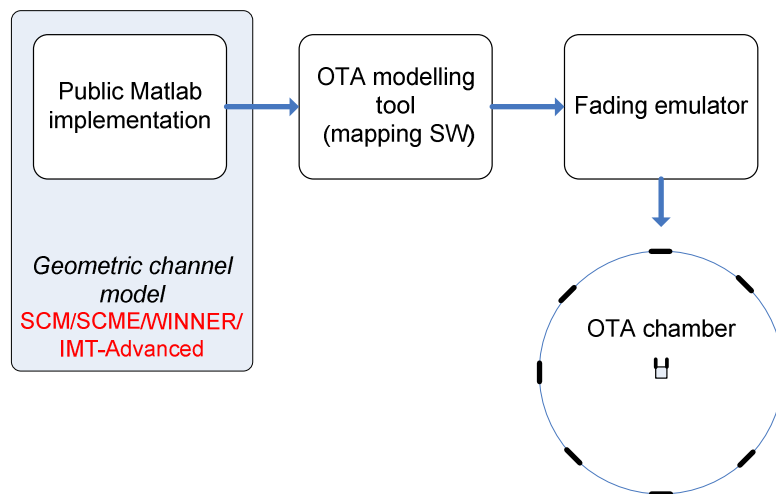 Public Matlab
implementation
OTA modelling
tool
(mapping SW)
Fading emulator
Geometric channel
model
SCM/SCME/WINNER/
IMT-Advanced
OTA chamber